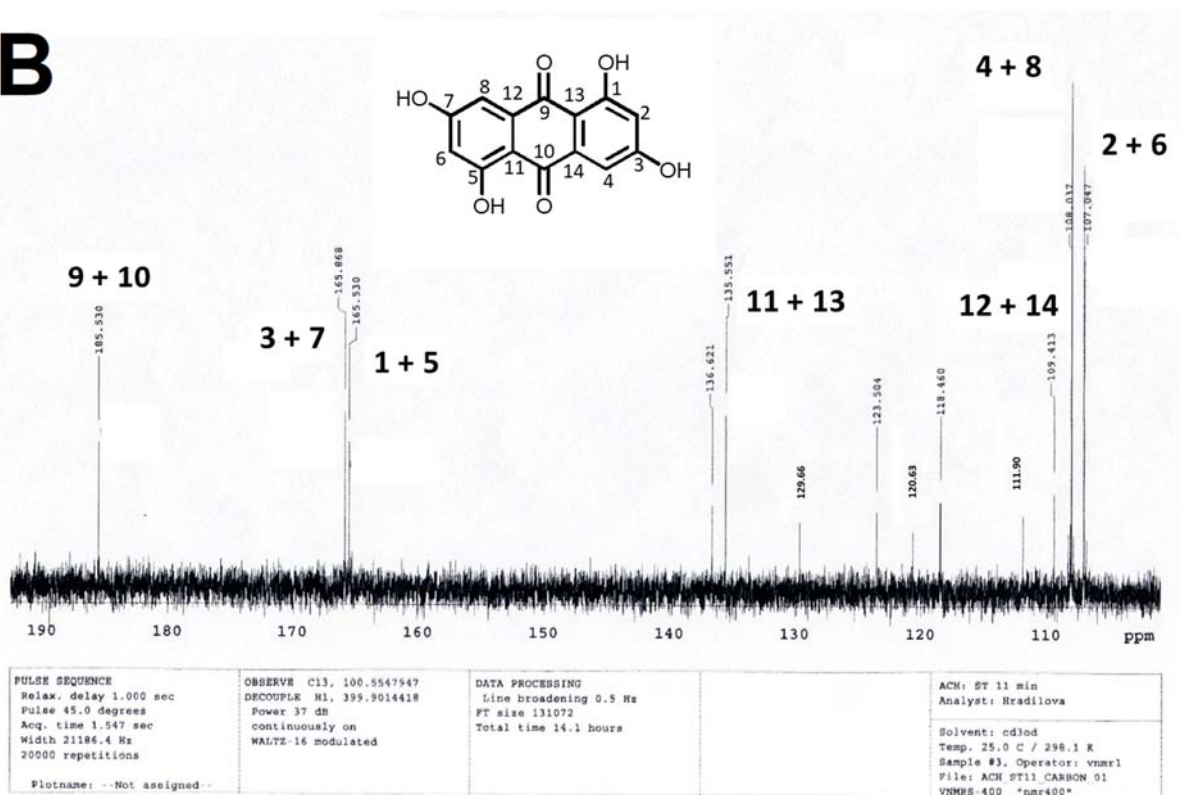 B
OH
O
1
HO
7
8
12
9
13
2
6
5
11
10
14
4
3
OH
OH
O
4 + 8
2 + 6
9 + 10
3 + 7
1 + 5
11 + 13
12 + 14
185.530
165.868
165.530
136.621
135.551
129.66
123.504
120.63
118.460
111.90
109.413
108.037
107.047
190 180 170 160 150 140 130 120 110 ppm
PULSE SEQUENCE
Relax. delay 1.000 sec
Pulse 45.0 degrees
Acq. time 1.547 sec
Width 21186.4 Hz
20000 repetitions
Plotname: --Not assigned--
OBSERVE C13, 100.5547947
DECOUPLE H1, 399.9014418
Power 37 dB
continuously on
WALTZ-16 modulated
DATA PROCESSING
Line broadening 0.5 Hz
FT size 131072
Total time 14.1 hours
ACH: ST 11 min
Analyst: Hradilova
Solvent: cd3od
Temp. 25.0 C / 298.1 K
Sample #3, Operator: vnmr1
File: ACH_ST11_CARBON_01
VNMRS-400 "nmr400"